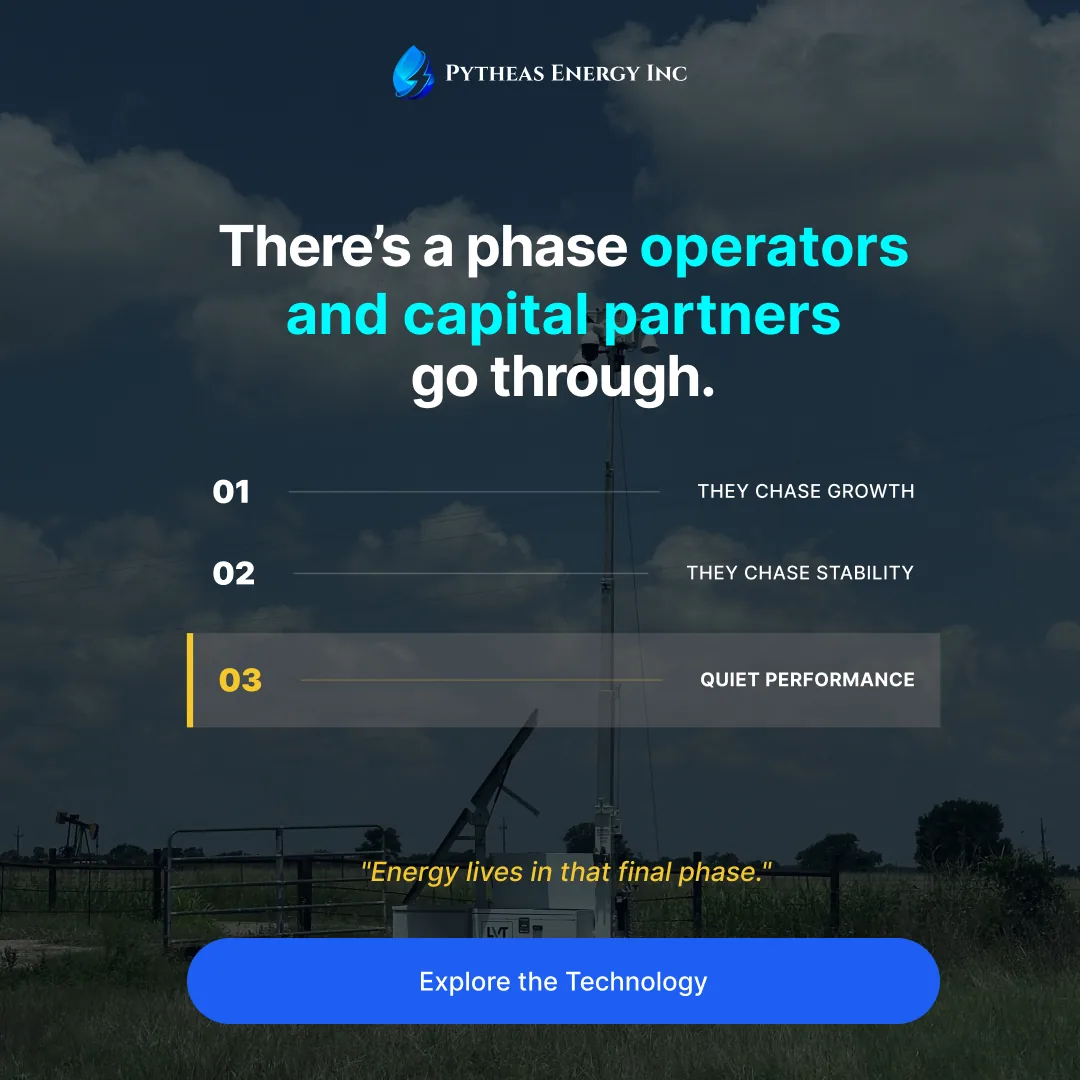 PYTHEAS ENERGY INC
There’s a phase operators
and capital partners
go through.
01 THEY CHASE GROWTH
02 THEY CHASE STABILITY
03 QUIET PERFORMANCE
"Energy lives in that final phase."
LVT
Explore the Technology